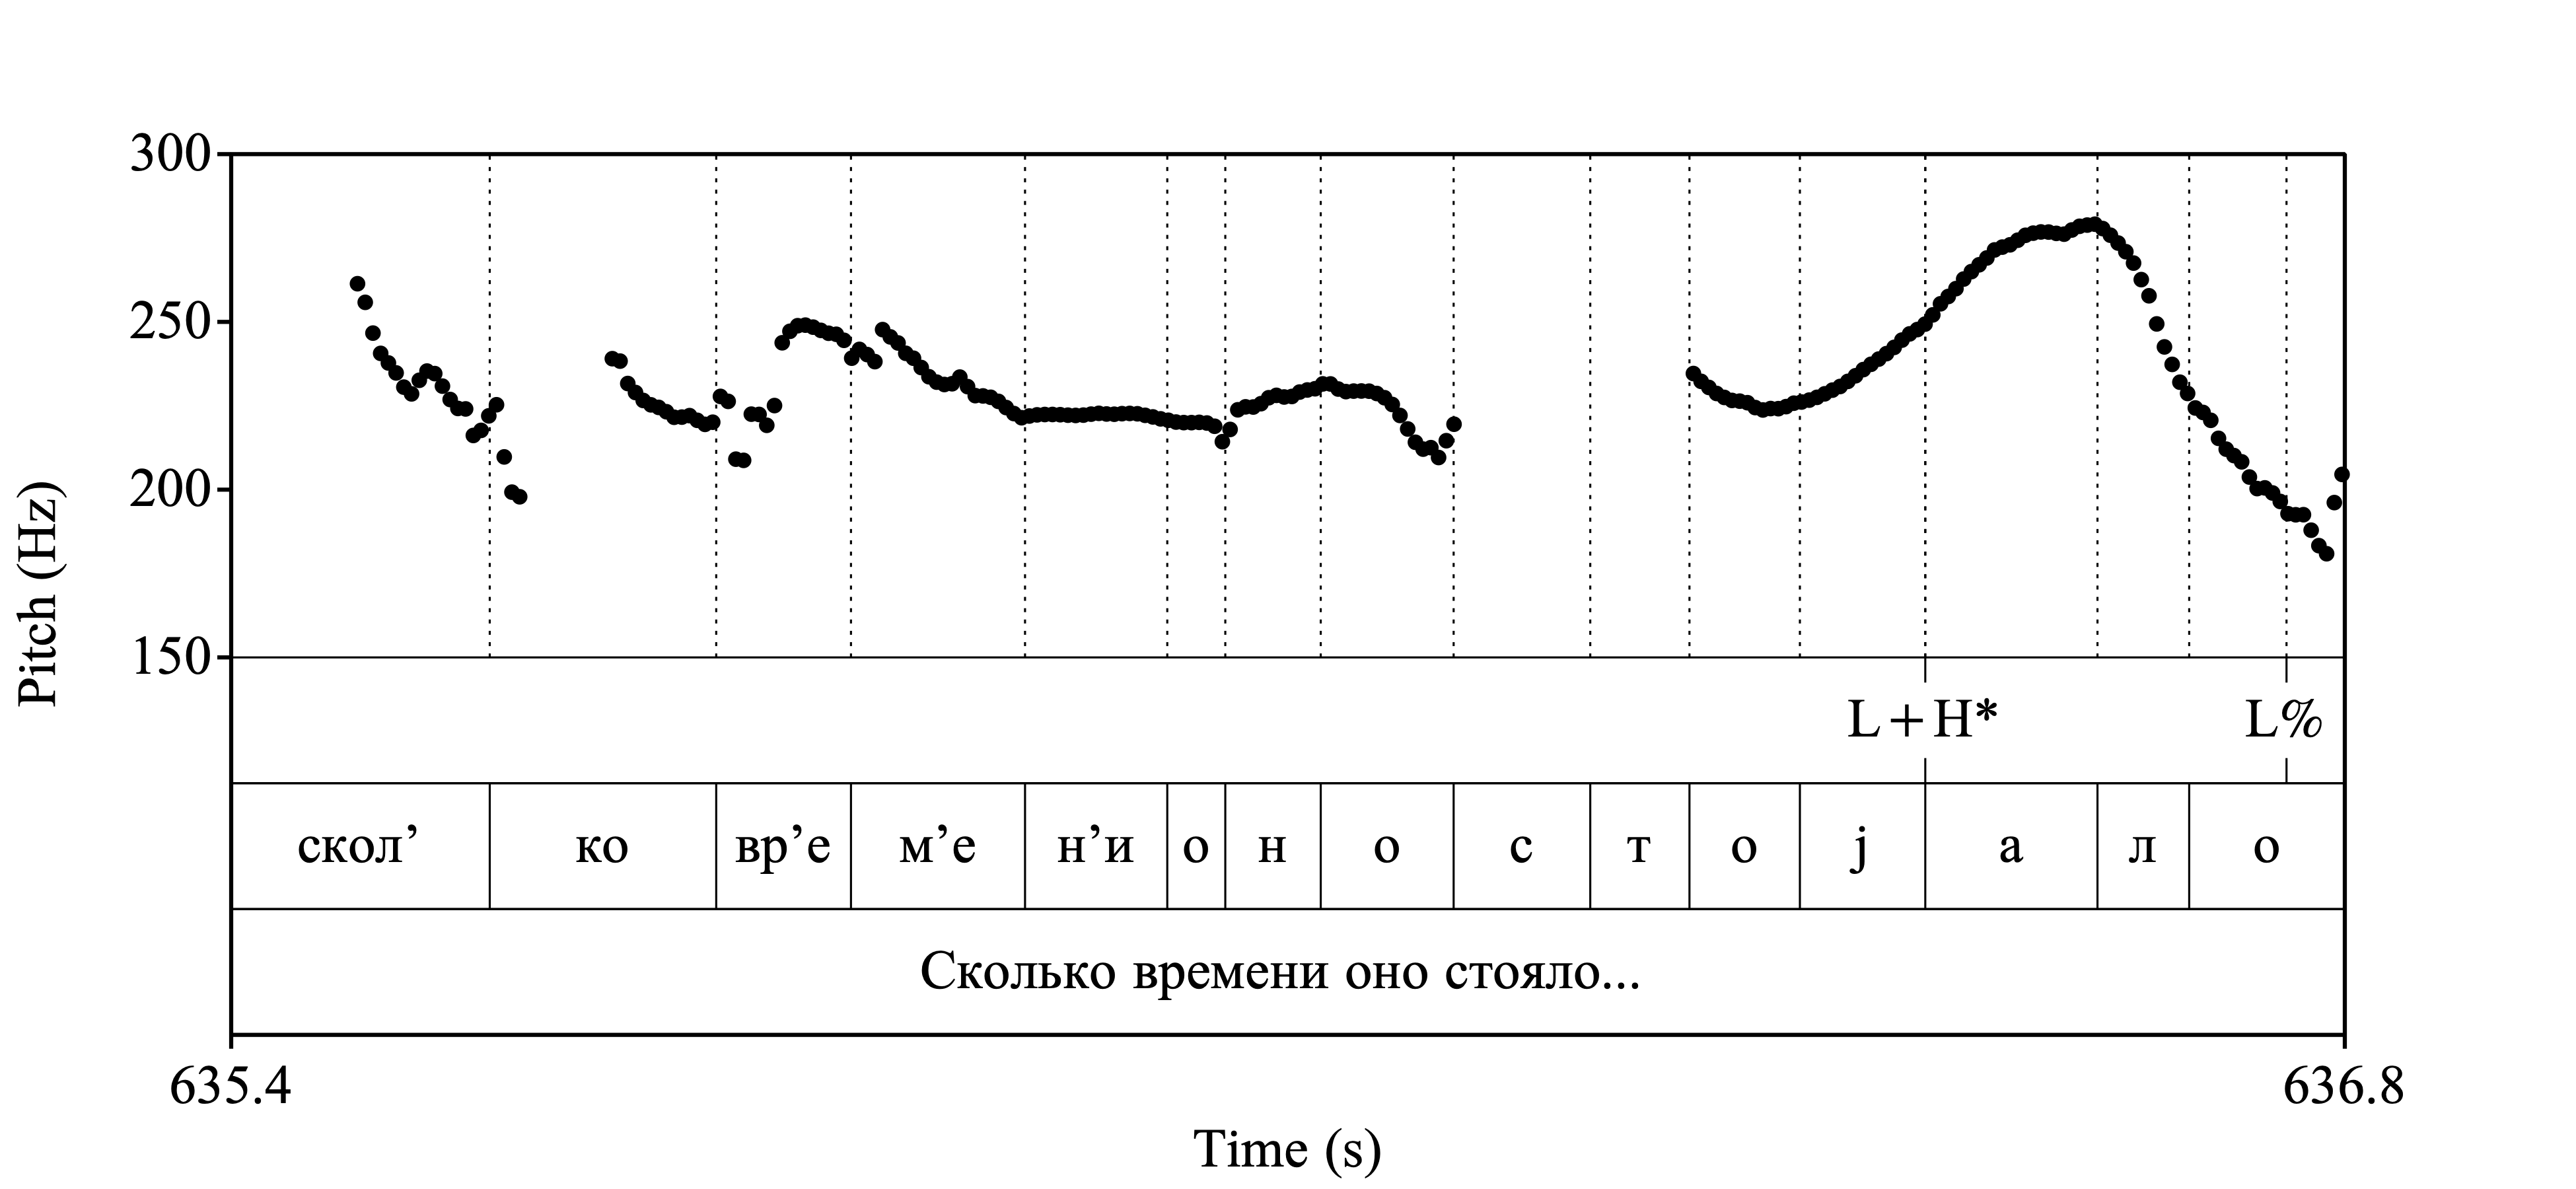 300
250
200
150
Pitch (Hz)
L+H* L%
скол’ ко вр’е м’е н’и о н о с т о j а л о
Сколько времени оно стояло...
635.4 636.8
Time (s)